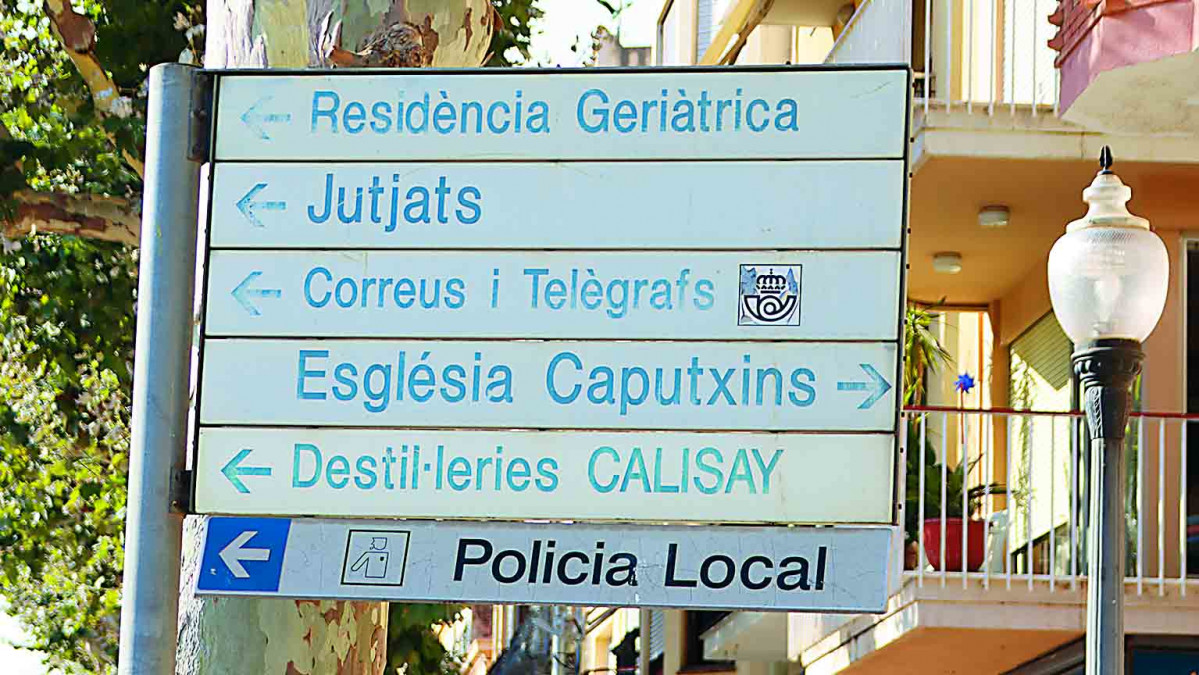 Residència Geriàtrica
Jutjats
Correus i Telègrafs
Església Caputxins
Destil·leries CALISAY
Policia Local